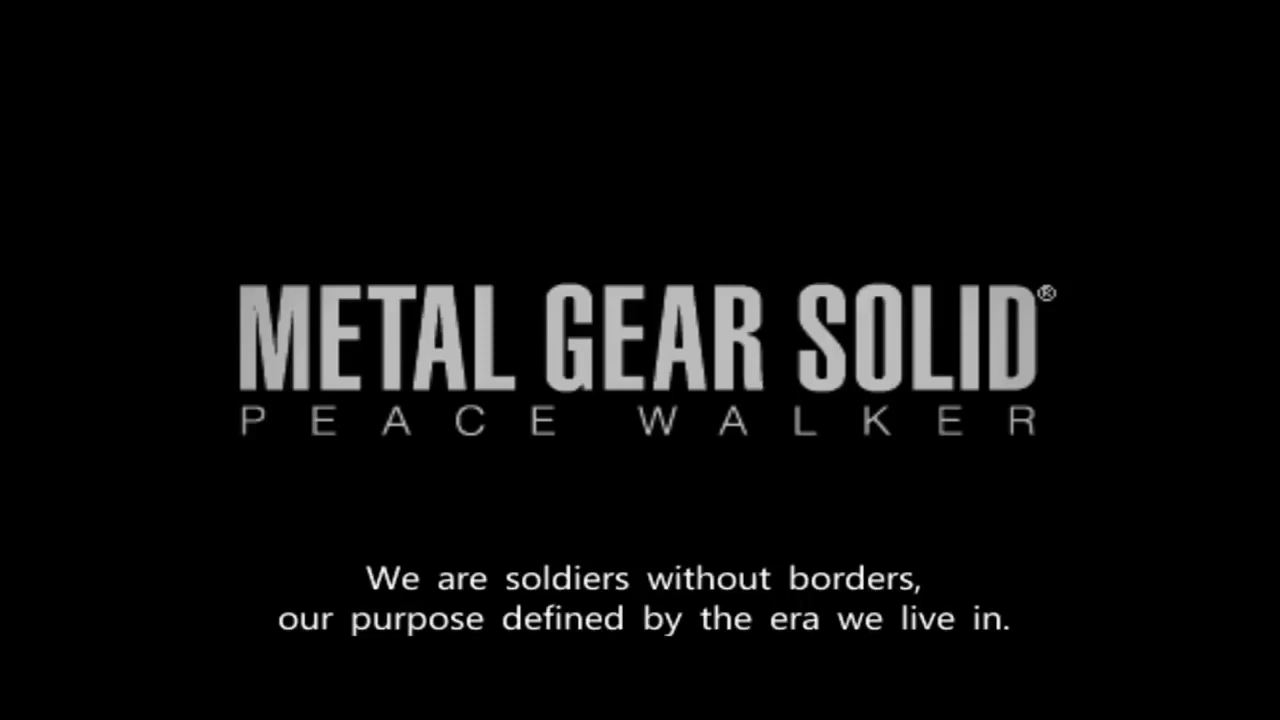 METAL GEAR SOLID®
PEACE WALKER
We are soldiers without borders,
our purpose defined by the era we live in.